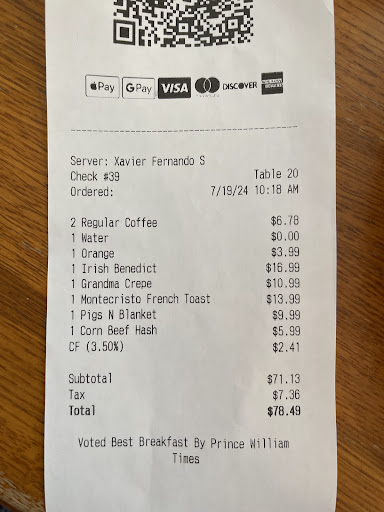 Pay
G Pay
VISA
DISCOVER
Server: Xavier Fernando S
Check #39 Table 20
Ordered: 7/19/24 10:18 AM
2 Regular Coffee $6.78
1 Water $0.00
1 Orange $3.99
1 Irish Benedict $16.99
1 Grandma Crepe $10.99
1 Montecristo French Toast $13.99
1 Pigs N Blanket $9.99
1 Corn Beef Hash $5.99
CF (3.50%) $2.41
Subtotal $71.13
Tax $7.36
Total $78.49
Voted Best Breakfast By Prince William
Times